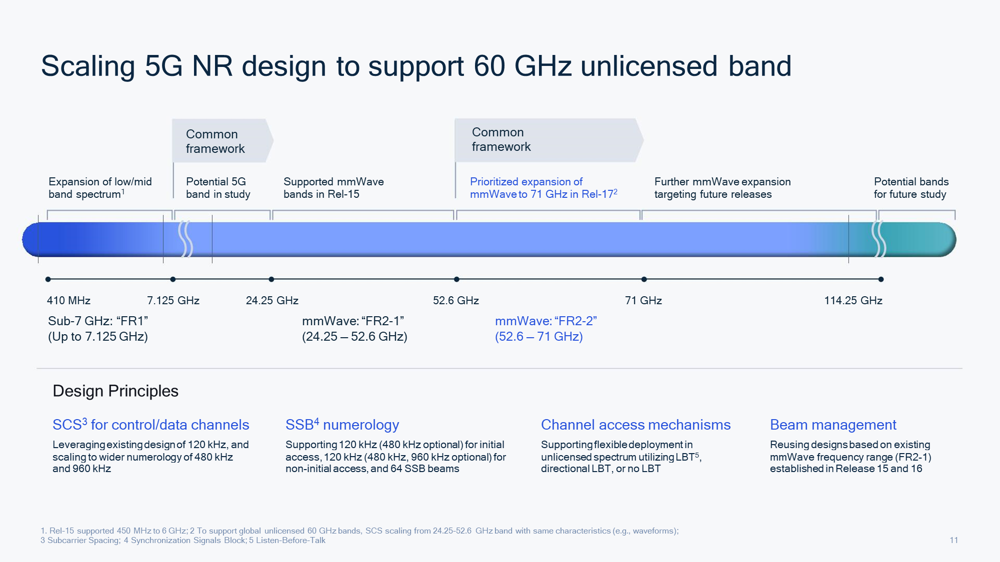 Scaling 5G NR design to support 60 GHz unlicensed band
Common
framework
Common
framework
Expansion of low/mid
band spectrum1
Potential 5G
band in study
Supported mmWave
bands in Rel-15
Prioritized expansion of
mmWave to 71 GHz in Rel-172
Further mmWave expansion
targeting future releases
Potential bands
for future study
410 MHz
7.125 GHz
24.25 GHz
52.6 GHz
71 GHz
114.25 GHz
Sub-7 GHz: “FR1”
(Up to 7.125 GHz)
mmWave: “FR2-1”
(24.25 – 52.6 GHz)
mmWave: “FR2-2”
(52.6 – 71 GHz)
Design Principles
SCS3 for control/data channels
Leveraging existing design of 120 kHz, and
scaling to wider numerology of 480 kHz
and 960 kHz
SSB4 numerology
Supporting 120 kHz (480 kHz optional) for initial
access, 120 kHz (480 kHz, 960 kHz optional) for
non-initial access, and 64 SSB beams
Channel access mechanisms
Supporting flexible deployment in
unlicensed spectrum utilizing LBT5,
directional LBT, or no LBT
Beam management
Reusing designs based on existing
mmWave frequency range (FR2-1)
established in Release 15 and 16
1. Rel-15 supported 450 MHz to 6 GHz; 2 To support global unlicensed 60 GHz bands, SCS scaling from 24.25-52.6 GHz band with same characteristics (e.g., waveforms);
3 Subcarrier Spacing; 4 Synchronization Signals Block; 5 Listen-Before-Talk
11